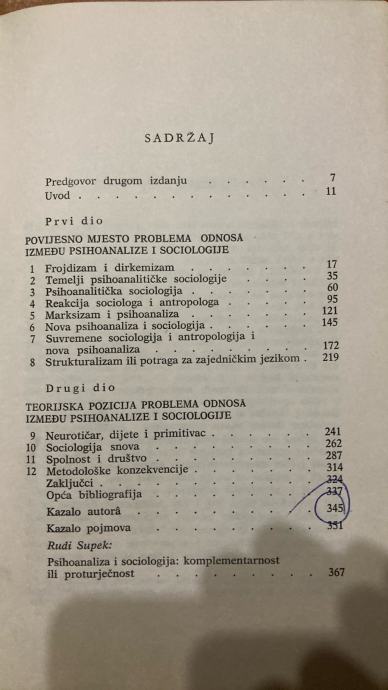 SADRŽAJ
Predgovor drugom izdanju . . . . . . 7
Uvod . . . . . . . . . . . . . 11
Prvi dio
POVIJESNO MJESTO PROBLEMA ODNOSA
IZMEĐU PSIHOANALIZE I SOCIOLOGIJE
1 Frojdizam i dirkemizam . . . . . . . 17
2 Temelji psihoanalitičke sociologije . . . . 35
3 Psihoanalitička sociologija . . . . . . 60
4 Reakcija sociologa i antropologa . . . . 95
5 Marksizam i psihoanaliza . . . . . . 121
6 Nova psihoanaliza i sociologija . . . . . 145
7 Suvremene sociologija i antropologija i
nova psihoanaliza . . . . . . . . 172
8 Strukturalizam ili potraga za zajedničkim jezikom . 219
Drugi dio
TEORIJSKA POZICIJA PROBLEMA ODNOSA
IZMEĐU PSIHOANALIZE I SOCIOLOGIJE
9 Neurotičar, dijete i primitivac . . . . . 241
10 Sociologija snova . . . . . . . . 262
11 Spolnost i društvo . . . . . . . . 287
12 Metodološke konzekvencije . . . . . . 314
Zaključci . . . . . . . . . . . 324
Opća bibliografija . . . . . . . . 337
Kazalo autorâ . . . . . . . . . 345
Kazalo pojmova . . . . . . . . . 351
Rudi Supek:
Psihoanaliza i sociologija: komplementarnost
ili proturječnost . . . . . . . . 367